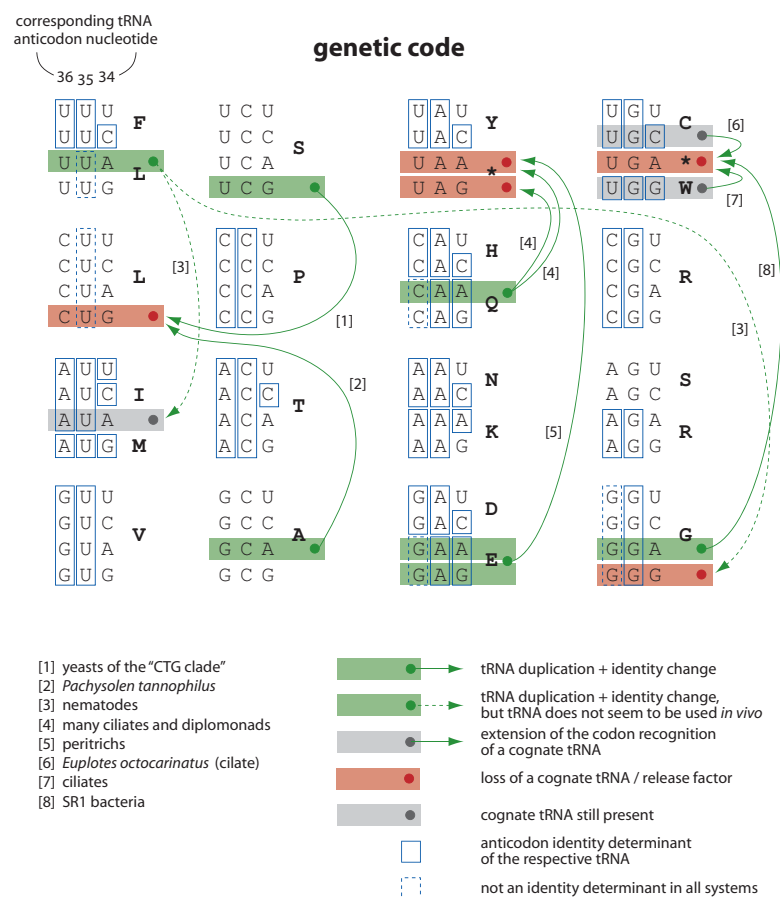 corresponding tRNA
anticodon nucleotide
genetic code
36 35 34
U U U
U U C
F
U U A
U U G
L
U C U
U C C
U C A
U C G
S
U A U
U A C
Y
U A A
U A G
*
U G U
U G C
C
U G A *
U G G W
[6]
[7]
C U U
C U C
C U A
C U G
L
[3]
C C U
C C C
C C A
C C G
P
[1]
C A U
C A C
H
C A A
C A G
Q
[4]
[4]
C G U
C G C
C G A
C G G
R
[8]
[3]
A U U
A U C
A U A
I
A U G M
A C U
A C C
A C A
A C G
T
[2]
A A U
A A C
N
A A A
A A G
K
[5]
A G U
A G C
S
A G A
A G G
R
G U U
G U C
G U A
G U G
V
G C U
G C C
G C A
G C G
A
G A U
G A C
D
G A A
G A G
E
G G U
G G C
G G A
G G G
G
[1] yeasts of the “CTG clade”
[2] Pachysolen tannophilus
[3] nematodes
[4] many ciliates and diplomonads
[5] peritrichs
[6] Euplotes octocarinatus (cilate)
[7] ciliates
[8] SR1 bacteria
tRNA duplication + identity change
tRNA duplication + identity change,
but tRNA does not seem to be used in vivo
extension of the codon recognition
of a cognate tRNA
loss of a cognate tRNA / release factor
cognate tRNA still present
anticodon identity determinant
of the respective tRNA
not an identity determinant in all systems